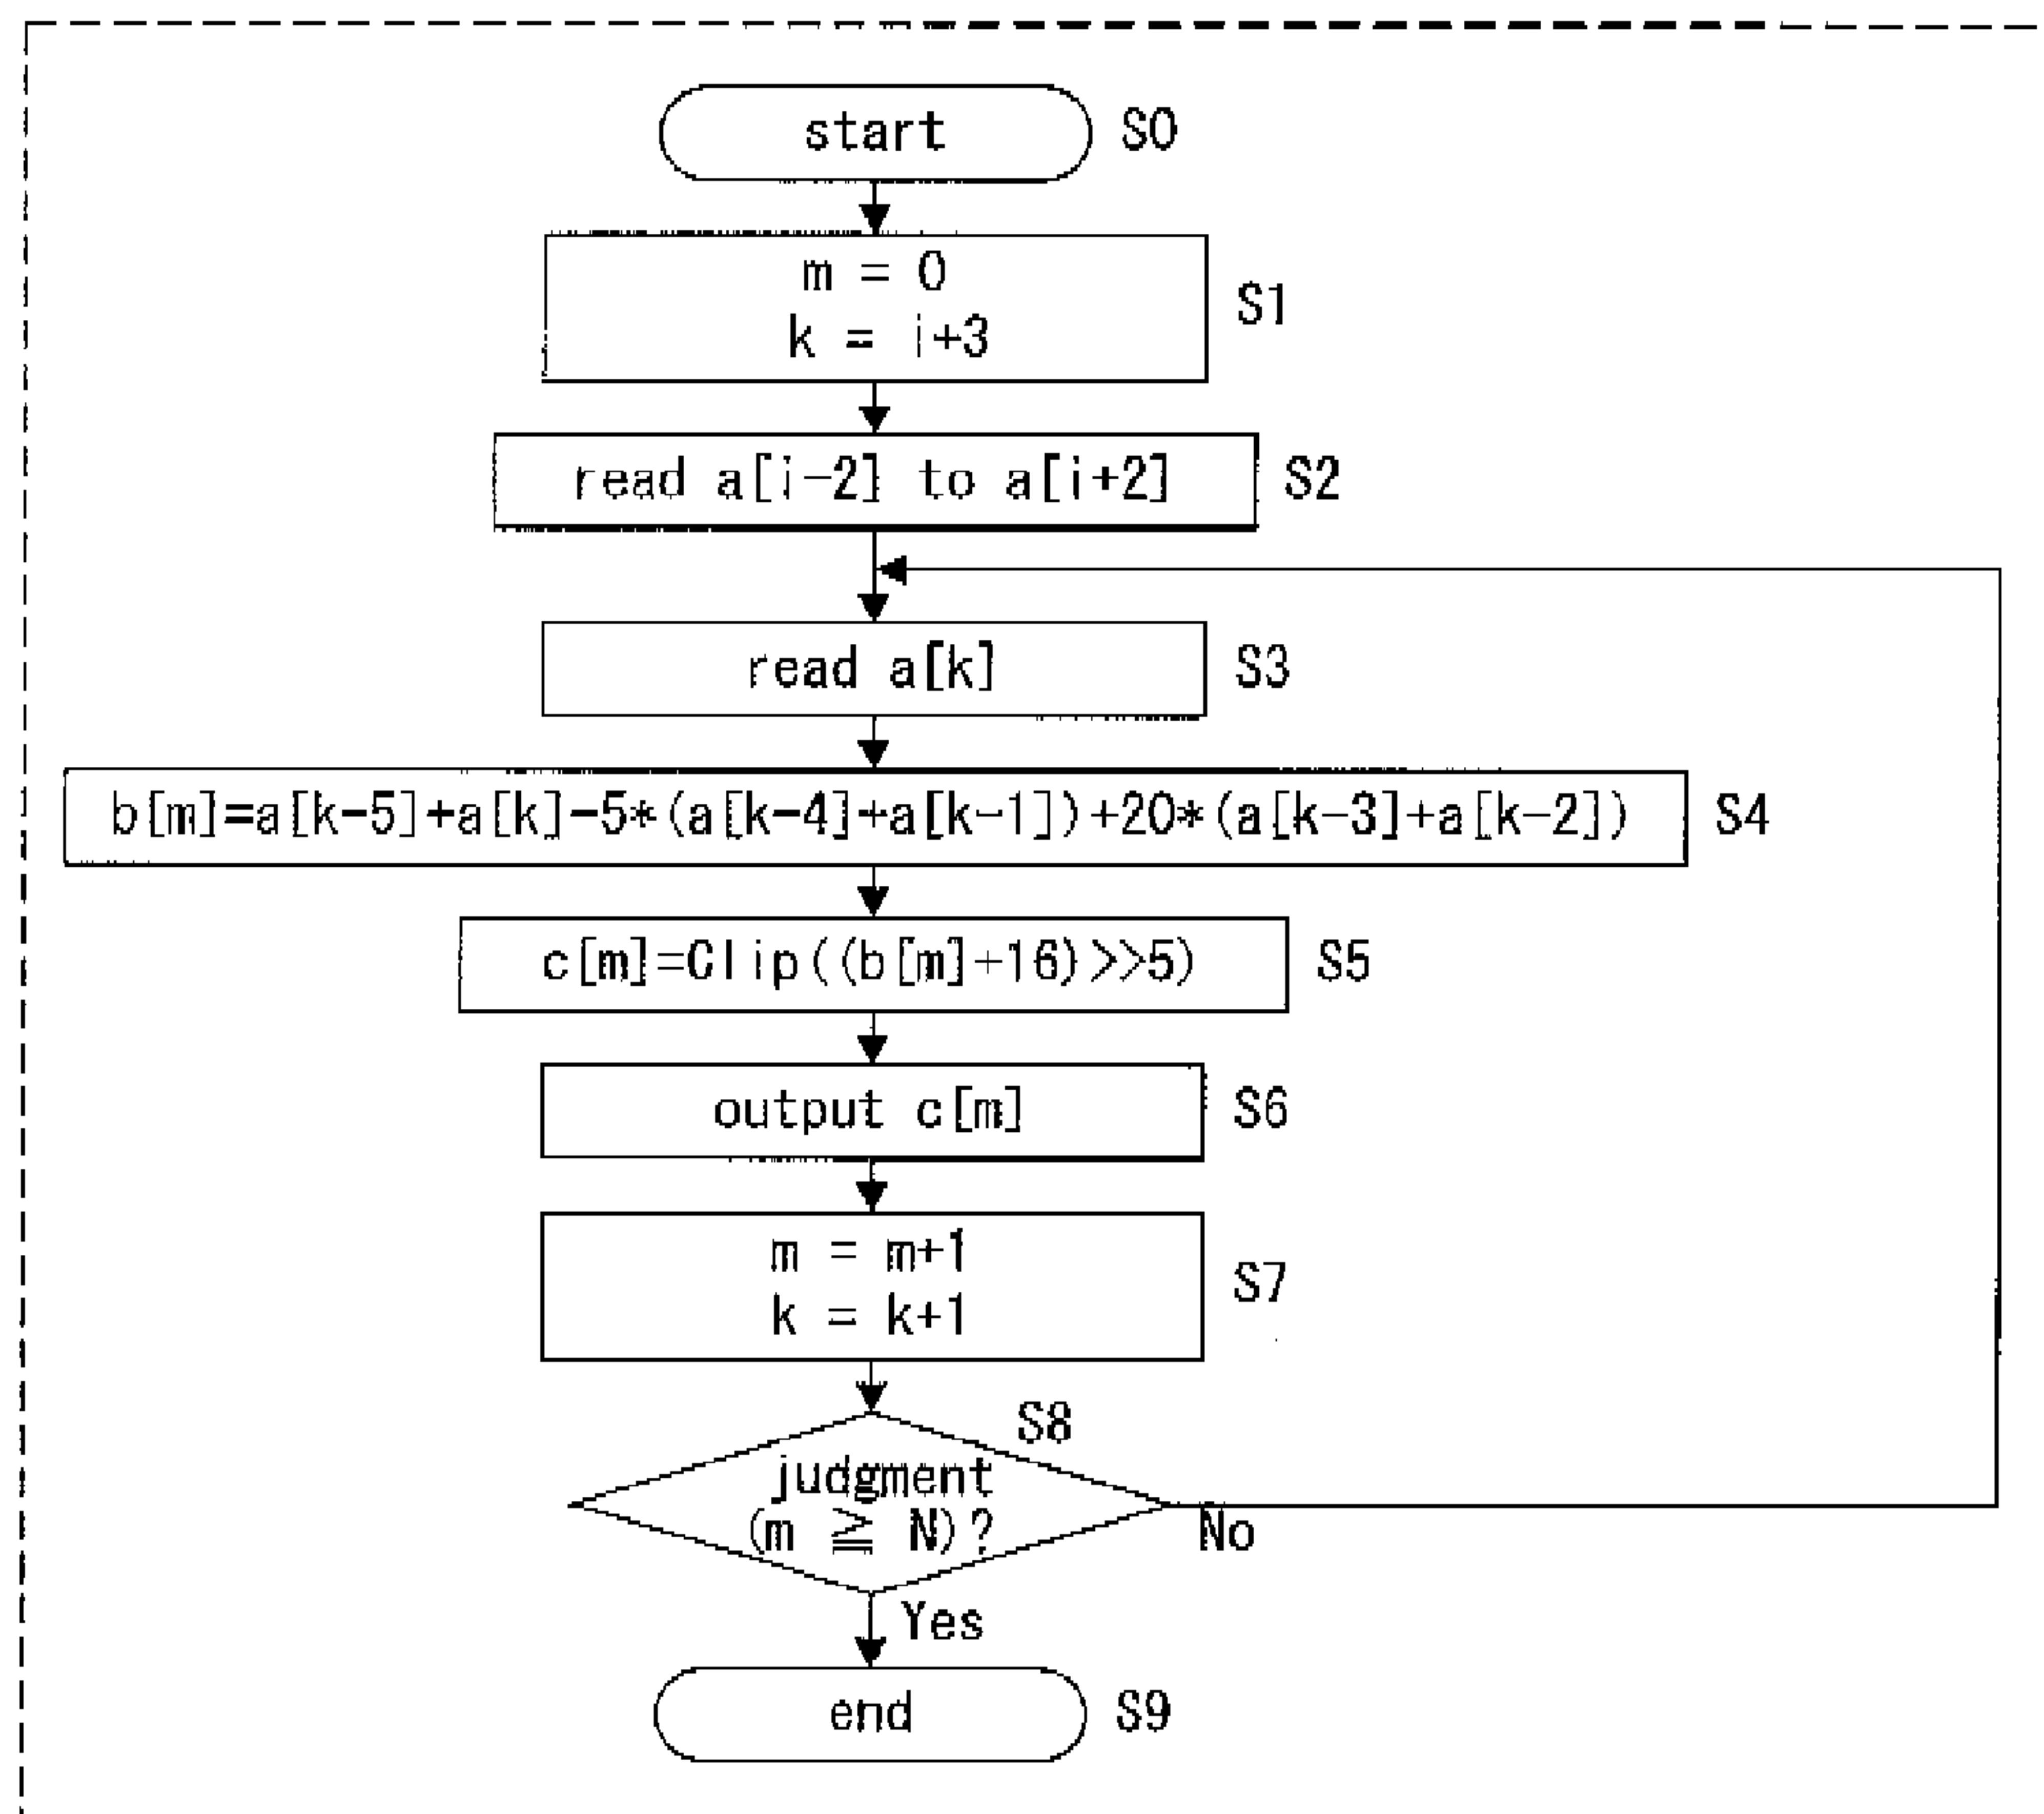 start S0
m = 0
k = i+3
S1
read a[i-2] to a[i+2] S2
read a[k] S3
b[m]=a[k-5]+a[k]-5*(a[k-4]+a[k-1])+20*(a[k-3]+a[k-2]) S4
c[m]=Clip((b[m]+16)>>5) S5
output c[m] S6
m = m+1
k = k+1
S7
S8
judgment
(m ≧ N)?
No
Yes
end S9